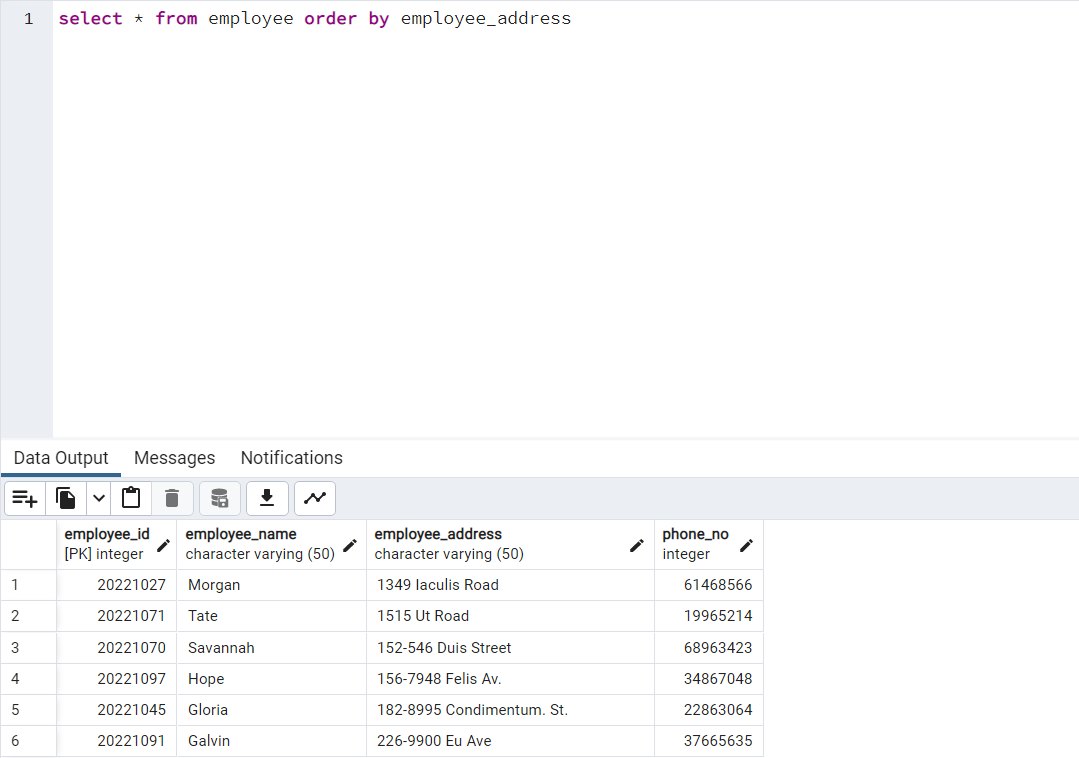 1 select * from employee order by employee_address
Data Output Messages Notifications
employee_id employee_name employee_address phone_no
[PK] integer character varying (50) character varying (50) integer
1 20221027 Morgan 1349 Iaculis Road 61468566
2 20221071 Tate 1515 Ut Road 19965214
3 20221070 Savannah 152-546 Duis Street 68963423
4 20221097 Hope 156-7948 Felis Av. 34867048
5 20221045 Gloria 182-8995 Condimentum. St. 22863064
6 20221091 Galvin 226-9900 Eu Ave 37665635